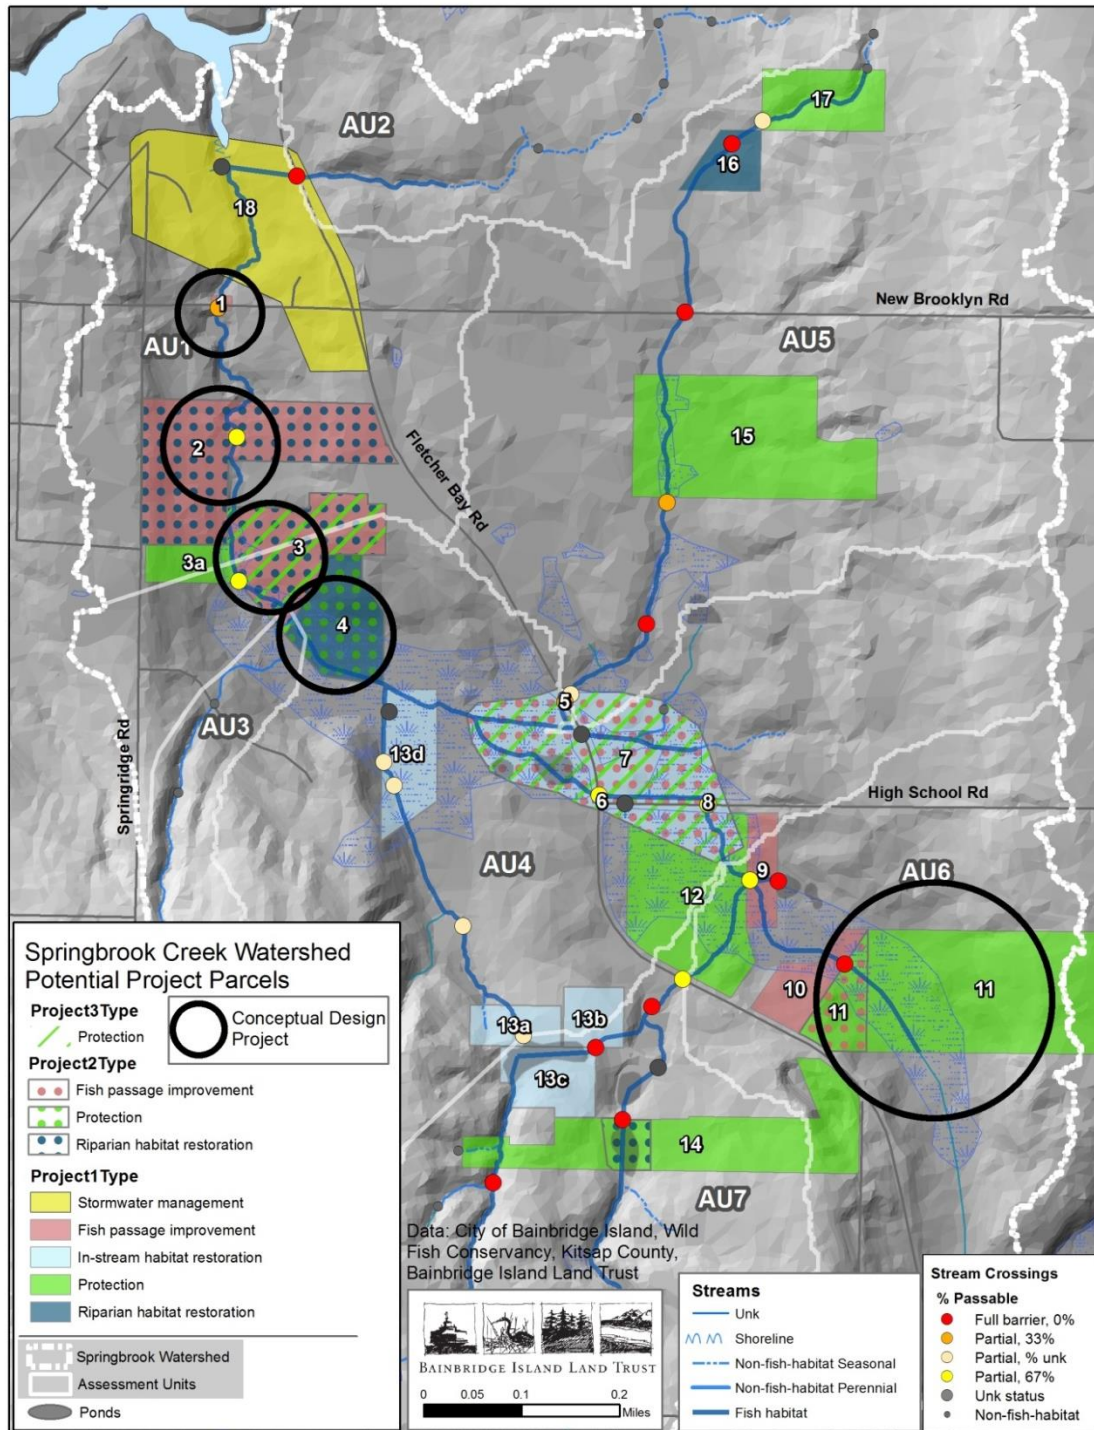 AU2
17
16
18
1
New Brooklyn Rd
AU5
AU1
2
15
Fletcher Bay Rd
3
3a
4
5
AU3
13d
7
Springridge Rd
6
8
High School Rd
AU4
9
AU6
12
10
11
11
13a
13b
13c
14
AU7
Springbrook Creek Watershed
Potential Project Parcels
Project3Type
Protection
Conceptual Design
Project
Project2Type
Fish passage improvement
Protection
Riparian habitat restoration
Project1Type
Stormwater management
Fish passage improvement
In-stream habitat restoration
Protection
Riparian habitat restoration
Springbrook Watershed
Assessment Units
Ponds
Data: City of Bainbridge Island, Wild
Fish Conservancy, Kitsap County,
Bainbridge Island Land Trust
BAINBRIDGE ISLAND LAND TRUST
0 0.05 0.1 0.2
Miles
Streams
Unk
Shoreline
Non-fish-habitat Seasonal
Non-fish-habitat Perennial
Fish habitat
Stream Crossings
% Passable
Full barrier, 0%
Partial, 33%
Partial, % unk
Partial, 67%
Unk status
Non-fish-habitat